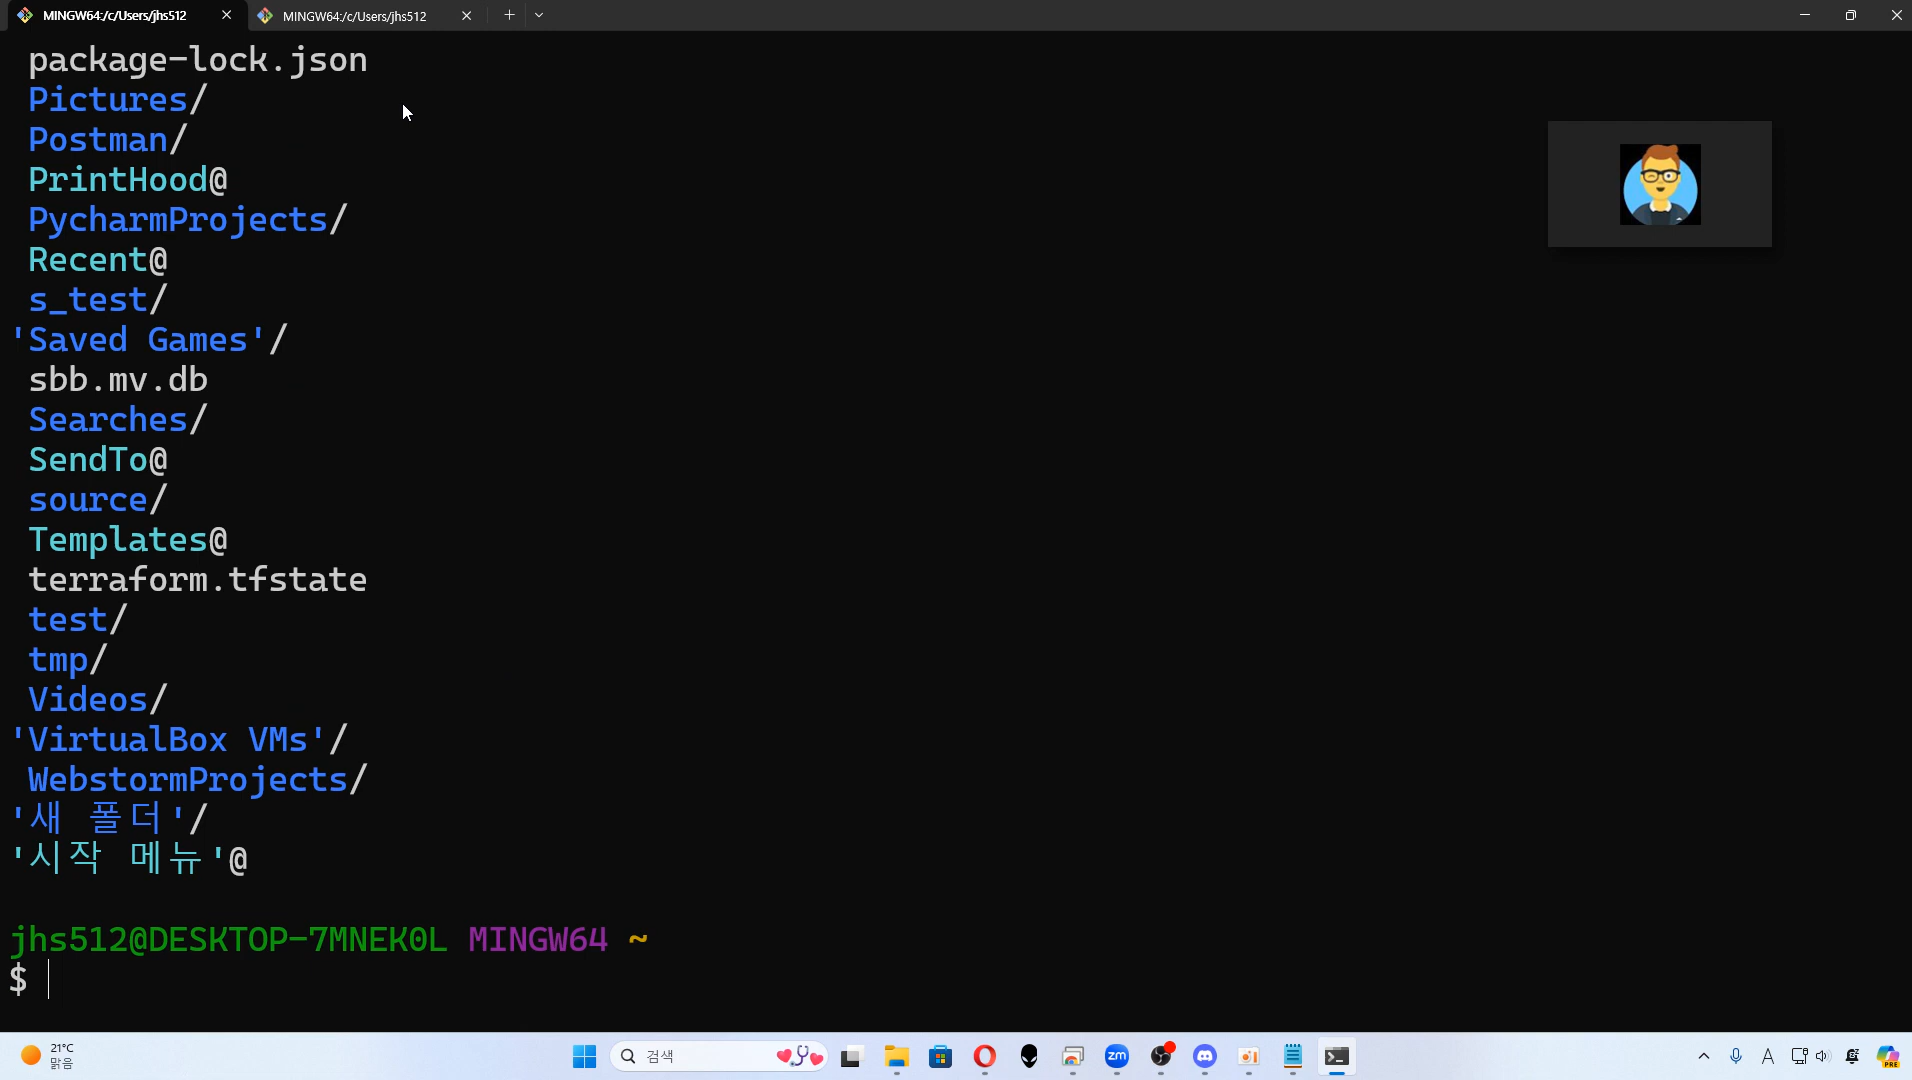 MINGW64:/c/Users/jhs512
MINGW64:/c/Users/jhs512
package-lock.json
Pictures/
Postman/
PrintHood@
PycharmProjects/
Recent@
s_test/
'Saved Games'/
sbb.mv.db
Searches/
SendTo@
source/
Templates@
terraform.tfstate
test/
tmp/
Videos/
'VirtualBox VMs'/
WebstormProjects/
'새 폴더'/
'시작 메뉴'@
jhs512@DESKTOP-7MNEK0L MINGW64 ~
$
21°C
맑음
검색
zm
A
PRE